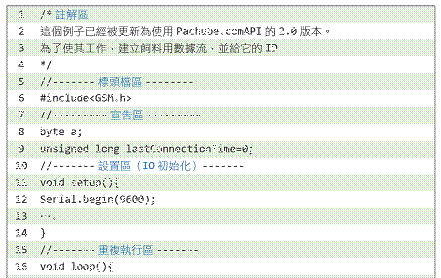 1 /* 註解區
2 這個例子已經被更新為使用 Pachube.comAPI 的 2.0 版本。
3 為了使其工作，建立飼料用數據流，並給它的 ID
4 */
5 //------- 標頭檔區 --------
6 #include<GSM.h>
7 //--------- 宣告區 ---------
8 byte a;
9 unsigned long lastConnectionTime=0;
10 //------- 設置區（IO 初始化）-------
11 void setup(){
12 Serial.begin(9600);
13 …
14 }
15 //------- 重複執行區 -------
16 void loop(){